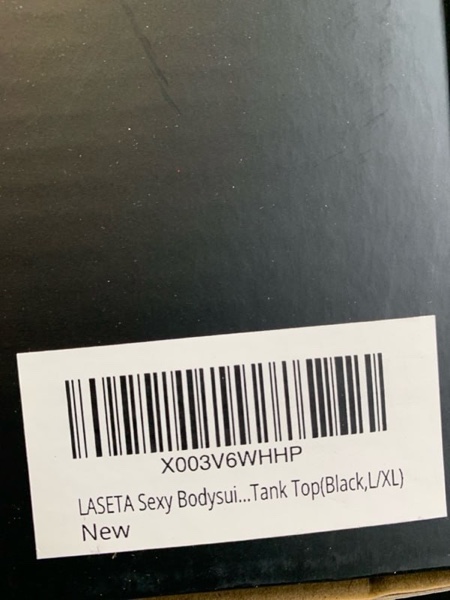 X003V6WHHP
LASETA Sexy Bodysui...Tank Top(Black,L/XL)
New